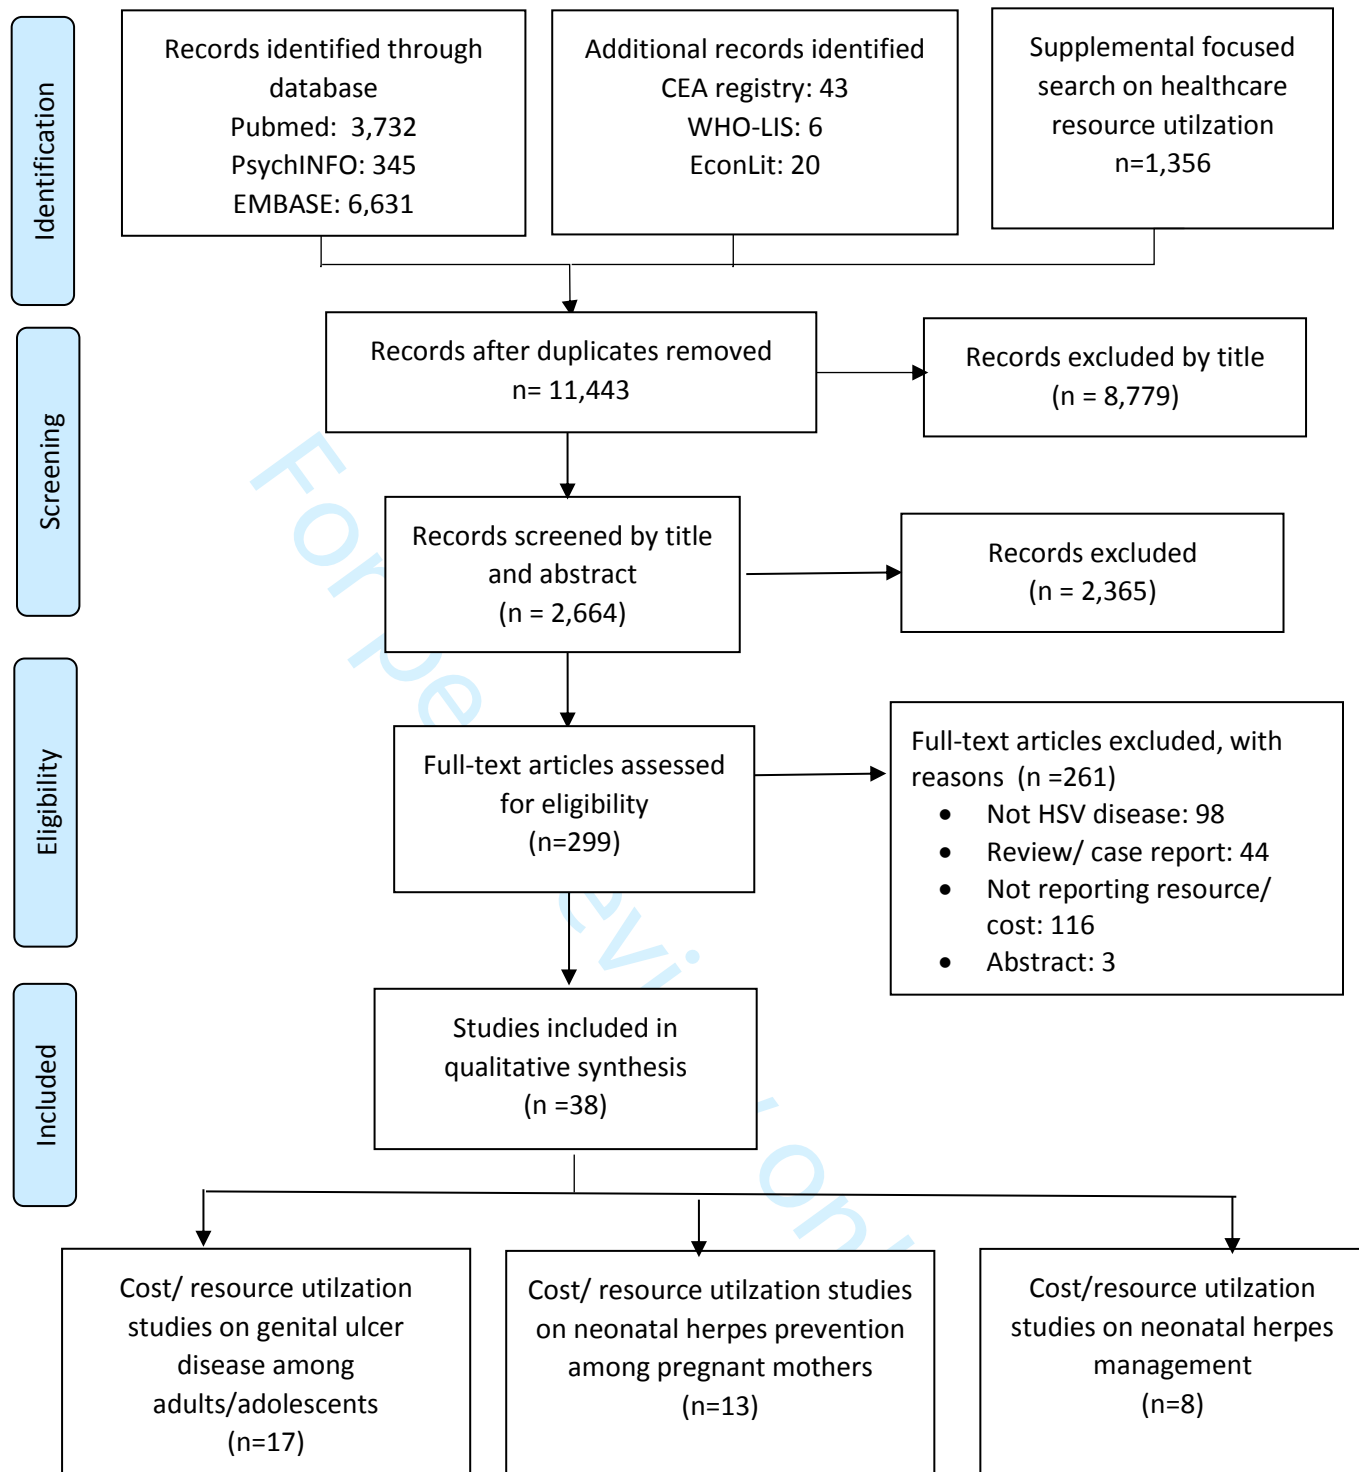 Identification
Records identified through
database
Pubmed: 3,732
PsychINFO: 345
EMBASE: 6,631
Additional records identified
CEA registry: 43
WHO-LIS: 6
EconLit: 20
Supplemental focused
search on healthcare
resource utilzation
n=1,356
Screening
Records after duplicates removed
n= 11,443
Records excluded by title
(n = 8,779)
Records screened by title
and abstract
(n = 2,664)
Records excluded
(n = 2,365)
Eligibility
Full-text articles assessed
for eligibility
(n=299)
Full-text articles excluded, with
reasons (n =261)
• Not HSV disease: 98
• Review/ case report: 44
• Not reporting resource/
cost: 116
• Abstract: 3
Included
Studies included in
qualitative synthesis
(n =38)
Cost/ resource utilzation
studies on genital ulcer
disease among
adults/adolescents
(n=17)
Cost/ resource utilzation studies
on neonatal herpes prevention
among pregnant mothers
(n=13)
Cost/resource utilzation
studies on neonatal herpes
management
(n=8)
For